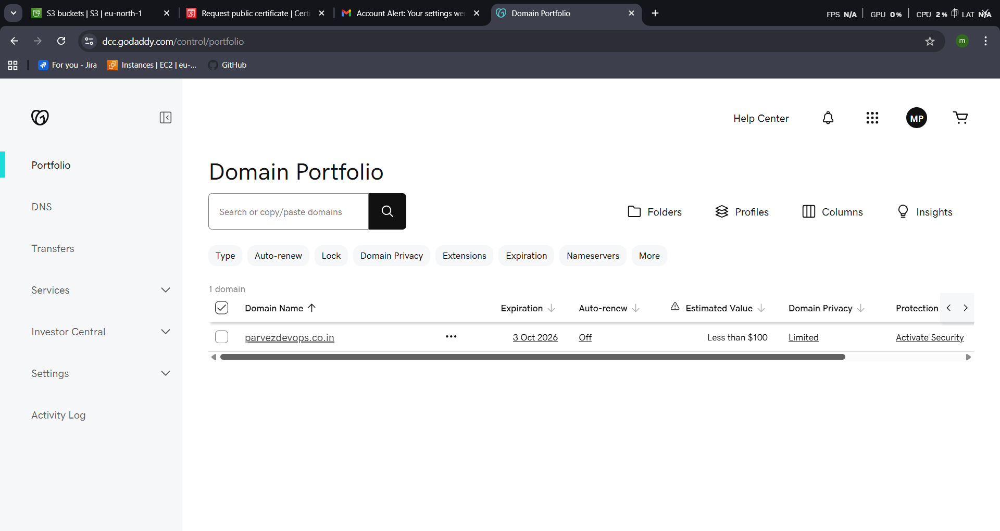 S3 buckets | S3 | eu-north-1
Request public certificate | Certi
Account Alert: Your settings we
Domain Portfolio
FPS N/A GPU 0% CPU 2% LAT N/A
dcc.godaddy.com/control/portfolio
m
For you - Jira
Instances | EC2 | eu-...
GitHub
Help Center
MP
Portfolio
DNS
Transfers
Services
Investor Central
Settings
Activity Log
Domain Portfolio
Search or copy/paste domains
Folders
Profiles
Columns
Insights
Type
Auto-renew
Lock
Domain Privacy
Extensions
Expiration
Nameservers
More
1 domain
Domain Name Expiration Auto-renew Estimated Value Domain Privacy Protection
parvezdevops.co.in ••• 3 Oct 2026 Off Less than $100 Limited Activate Security